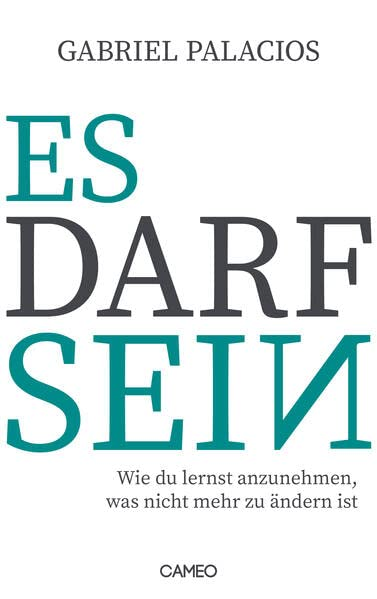 GABRIEL PALACIOS
ES
DARF
SEIN
Wie du lernst anzunehmen,
was nicht mehr zu ändern ist
CAMEO